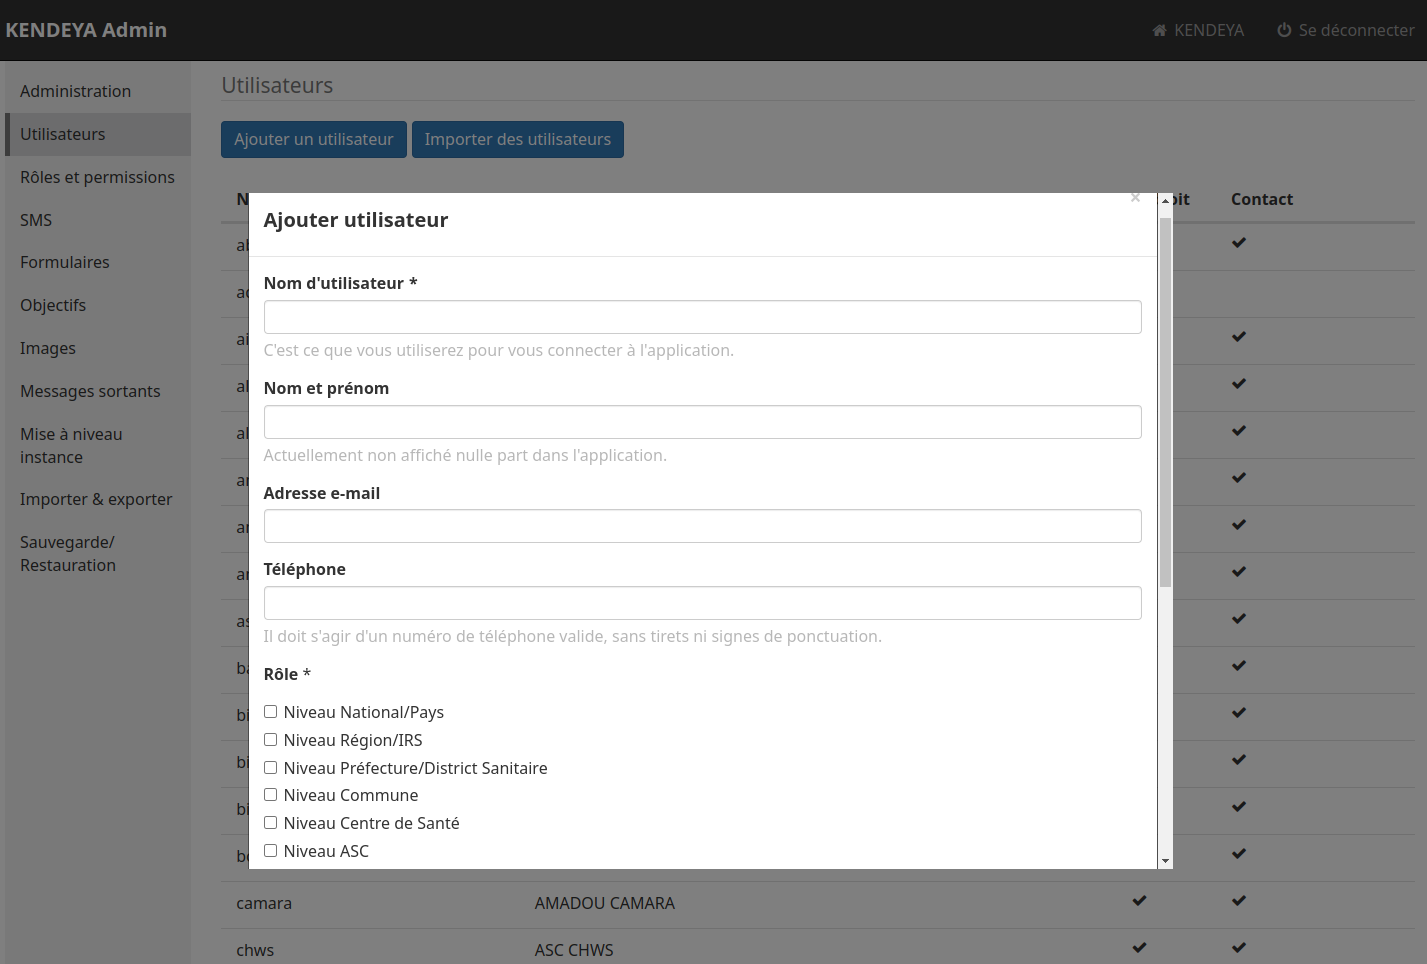 KENDEYA Admin
KENDEYA
Se déconnecter
Administration
Utilisateurs
Rôles et permissions
SMS
Formulaires
Objectifs
Images
Messages sortants
Mise à niveau
instance
Importer & exporter
Sauvegarde/
Restauration
Utilisateurs
Ajouter un utilisateur
Importer des utilisateurs
Contact
×
Ajouter utilisateur
Nom d'utilisateur *
C'est ce que vous utiliserez pour vous connecter à l'application.
Nom et prénom
Actuellement non affiché nulle part dans l'application.
Adresse e-mail
Téléphone
Il doit s'agir d'un numéro de téléphone valide, sans tirets ni signes de ponctuation.
Rôle *
Niveau National/Pays
Niveau Région/IRS
Niveau Préfecture/District Sanitaire
Niveau Commune
Niveau Centre de Santé
Niveau ASC
camara AMADOU CAMARA
chws ASC CHWS